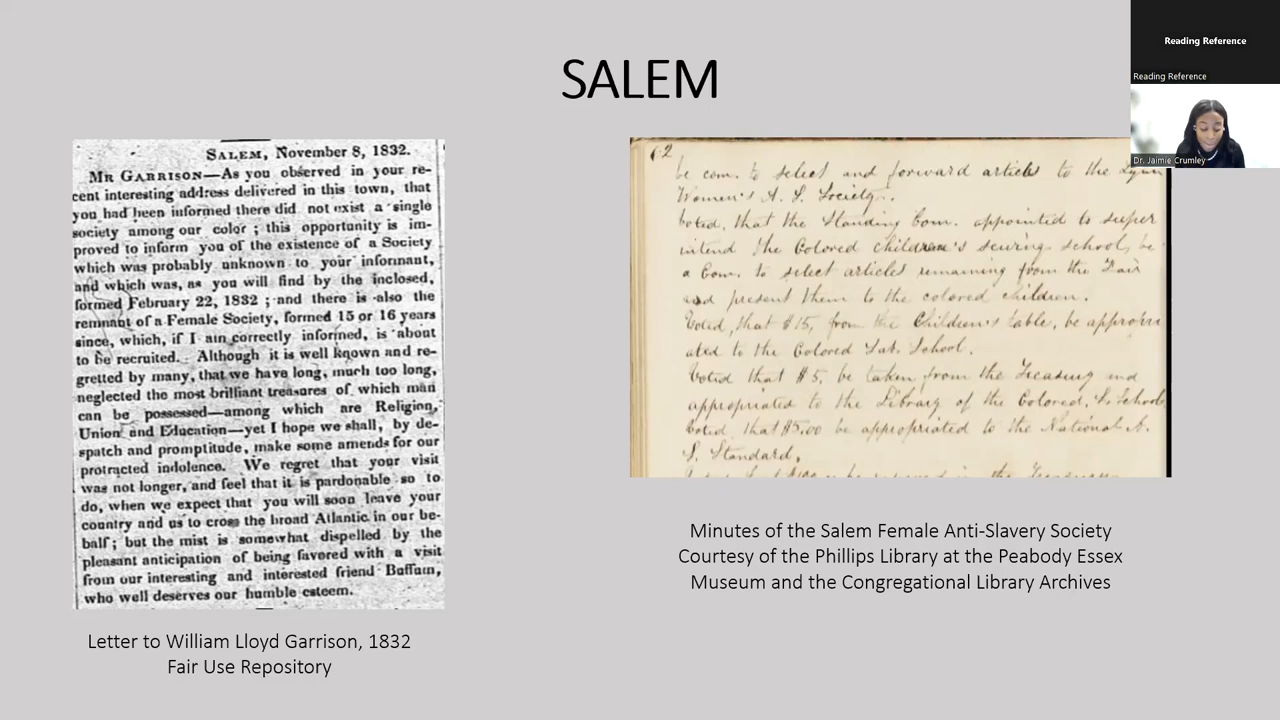 SALEM
SALEM, November 8, 1832.
MR GARRISON—As you observed in your re-
cent interesting address delivered in this town, that
you had been informed there did not exist a single
society among our color ; this opportunity is im-
proved to inform you of the existence of a Society
which was probably unknown to your informant,
and which was, as you will find by the inclosed,
formed February 22, 1832 ; and there is also the
remnant of a Female Society, formed 15 or 16 years
since, which, if I am correctly informed, is about
to be recruited. Although it is well known and re-
gretted by many, that we have long, much too long,
neglected the most brilliant treasures of which man
can be possessed—among which are Religion,
Union and Education—yet I hope we shall, by de-
spatch and promptitude, make some amends for our
protracted indolence. We regret that your visit
was not longer, and feel that it is pardonable so to
do, when we expect that you will soon leave your
country and us to cross the broad Atlantic in our be-
half; but the mist is somewhat dispelled by the
pleasant anticipation of being favored with a visit
from our interesting and interested friend Buffum,
who well deserves our humble esteem.
Letter to William Lloyd Garrison, 1832
Fair Use Repository
2
be com. to select and forward articles to the Lynn
Women's A. S. Society.
Voted, that the Standing Com. appointed to super
intend the Colored children's sewing school, be
a Com. to select articles remaining from the Fair
and present them to the colored children.
Voted, that $15, from the Children's table, be appropri
ated to the Colored Sab. School.
Voted that $5, be taken from the Treasury and
appropriated to the Library of the Colored, S. School
Voted, that $5.00 be appropriated to the National A.
S. Standard.
in the
Minutes of the Salem Female Anti-Slavery Society
Courtesy of the Phillips Library at the Peabody Essex
Museum and the Congregational Library Archives
Reading Reference
Reading Reference
Dr. Jaimie Crumley